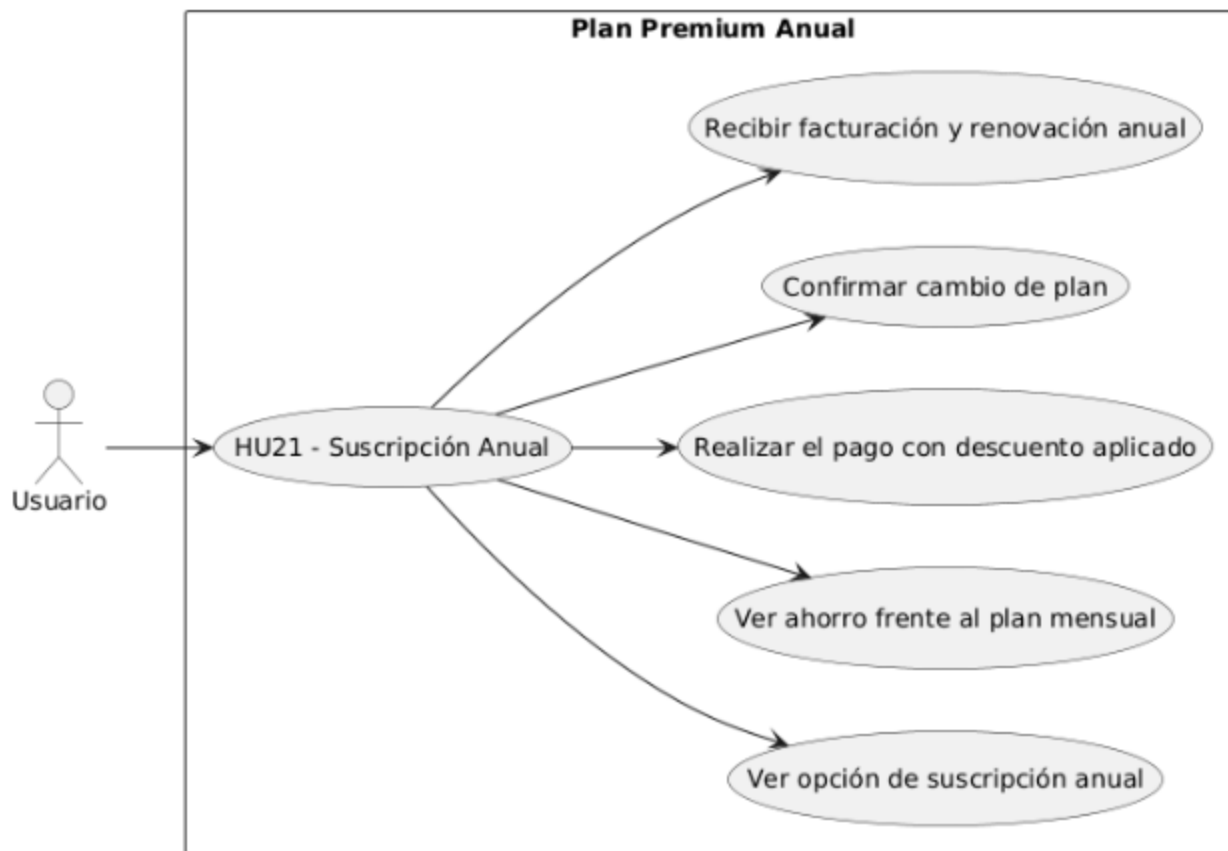 Plan Premium Anual
Recibir facturación y renovación anual
Confirmar cambio de plan
HU21 - Suscripción Anual
Realizar el pago con descuento aplicado
Usuario
Ver ahorro frente al plan mensual
Ver opción de suscripción anual